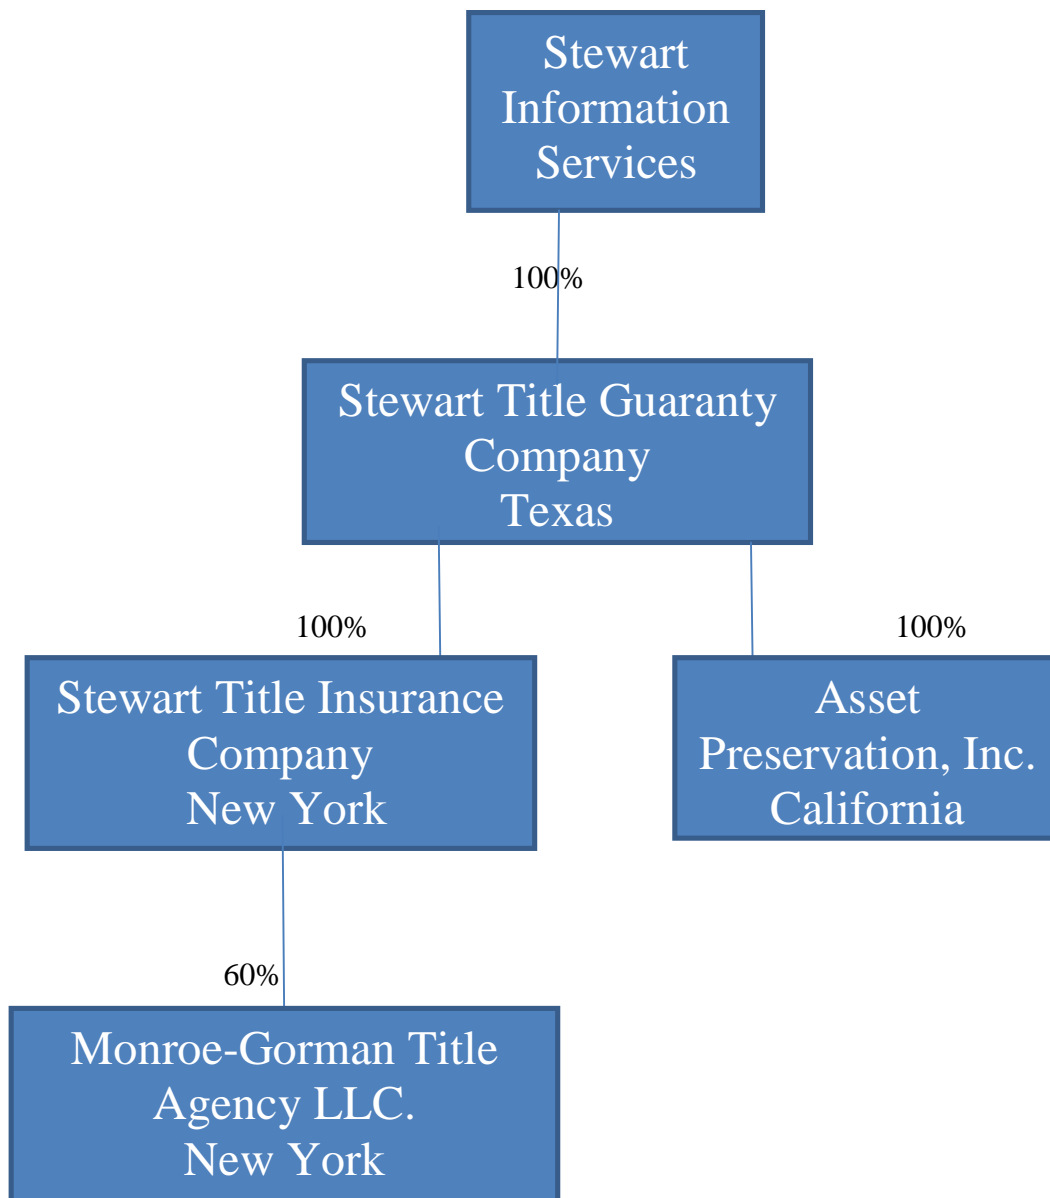 Stewart
Information
Services
100%
Stewart Title Guaranty
Company
Texas
100%
100%
Stewart Title Insurance
Company
New York
Asset
Preservation, Inc.
California
60%
Monroe-Gorman Title
Agency LLC.
New York